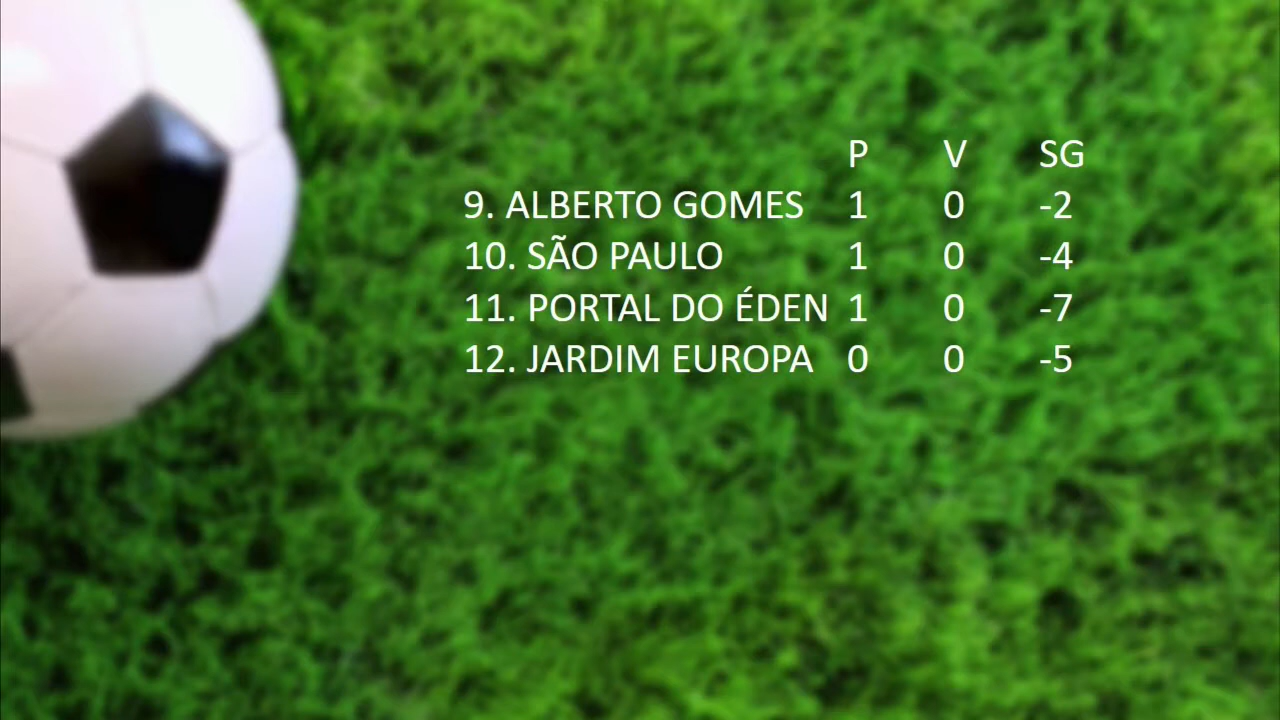 P V SG
9. ALBERTO GOMES 1 0 -2
10. SÃO PAULO 1 0 -4
11. PORTAL DO ÉDEN 1 0 -7
12. JARDIM EUROPA 0 0 -5